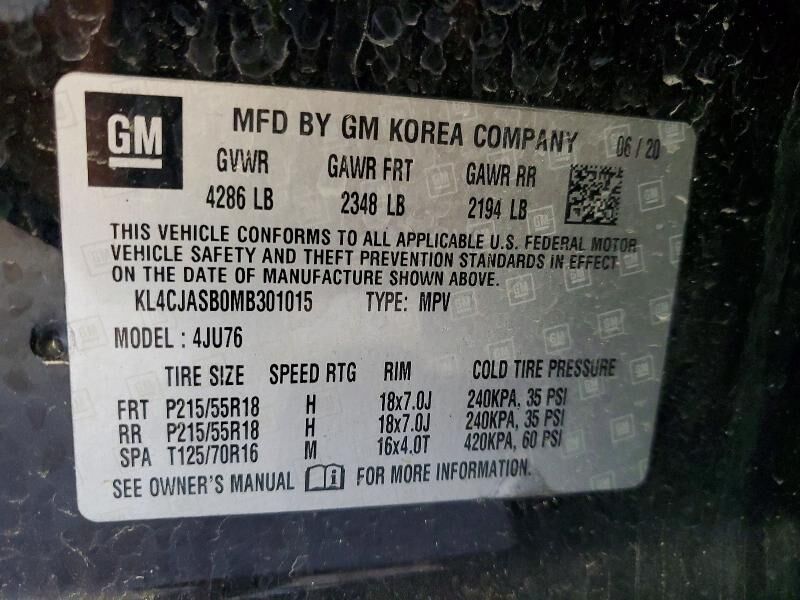 GM
MFD BY GM KOREA COMPANY 06/20
GVWR GAWR FRT GAWR RR
4286 LB 2348 LB 2194 LB
THIS VEHICLE CONFORMS TO ALL APPLICABLE U.S. FEDERAL MOTOR
VEHICLE SAFETY AND THEFT PREVENTION STANDARDS IN EFFECT
ON THE DATE OF MANUFACTURE SHOWN ABOVE.
KL4CJASB0MB301015 TYPE: MPV
MODEL : 4JU76
TIRE SIZE SPEED RTG RIM COLD TIRE PRESSURE
FRT P215/55R18 H 18x7.0J 240KPA, 35 PSI
RR P215/55R18 H 18x7.0J 240KPA, 35 PSI
SPA T125/70R16 M 16x4.0T 420KPA, 60 PSI
SEE OWNER'S MANUAL FOR MORE INFORMATION.